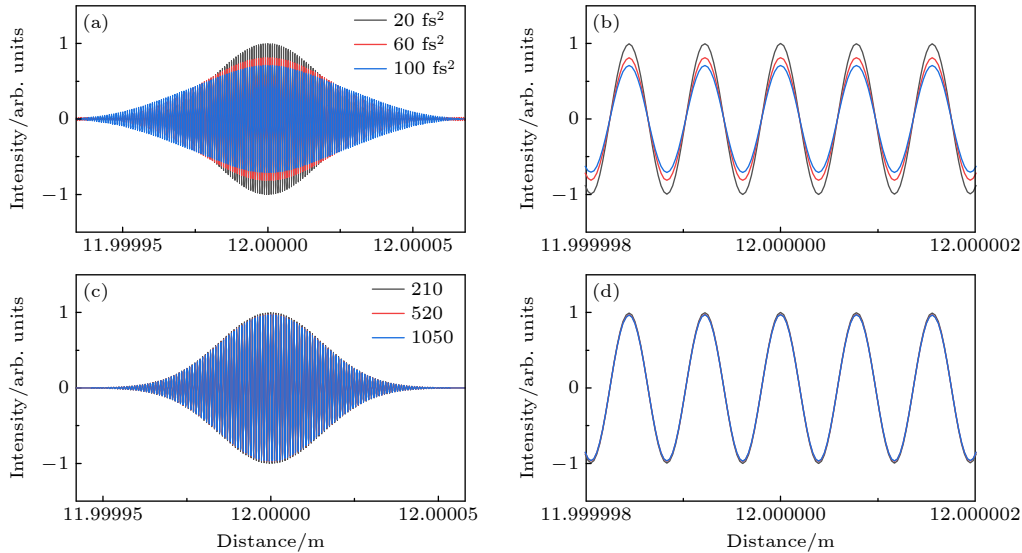 (a)
20 fs²
60 fs²
100 fs²
Intensity/arb. units
1
0
−1
11.99995
12.00000
12.00005
(b)
Intensity/arb. units
1
0
−1
11.999998
12.000000
12.000002
(c)
210
520
1050
Intensity/arb. units
1
0
−1
11.99995
12.00000
12.00005
Distance/m
(d)
Intensity/arb. units
1
0
−1
11.999998
12.000000
12.000002
Distance/m